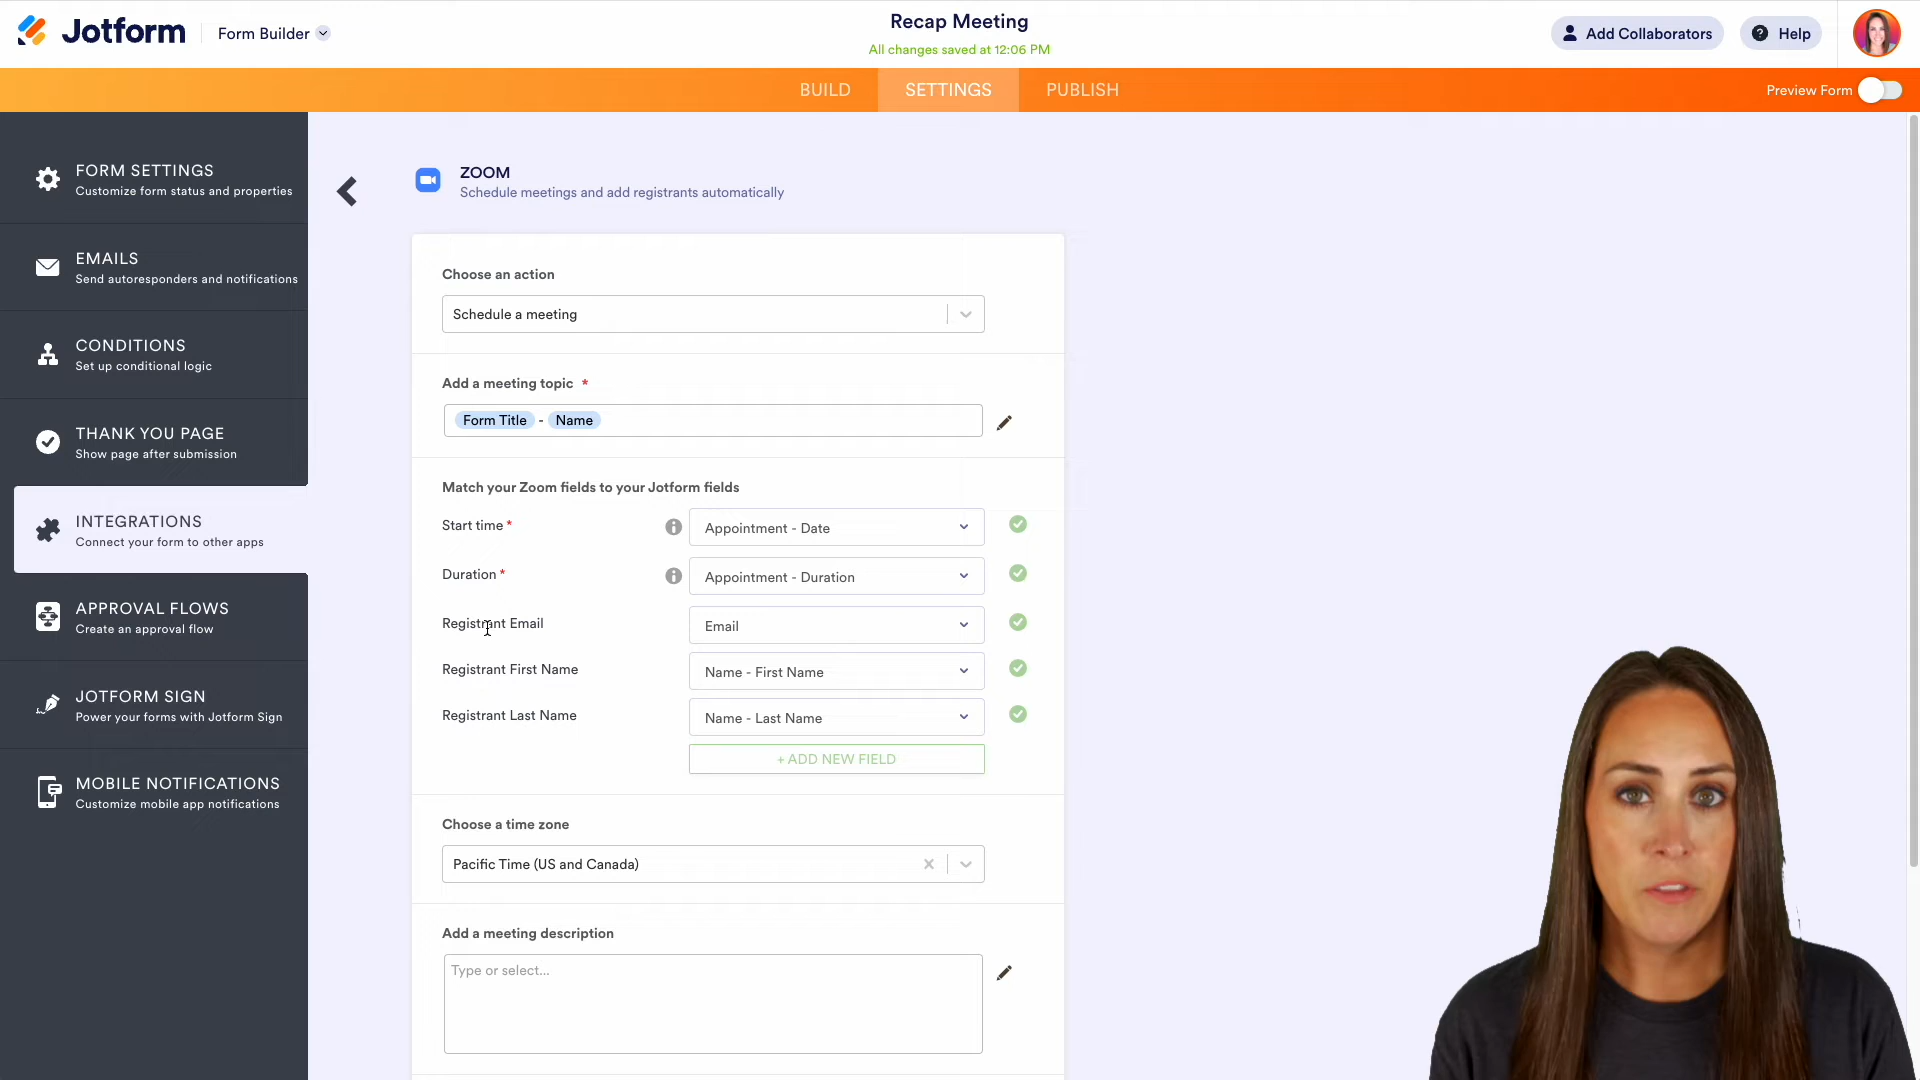 Jotform
Form Builder
Recap Meeting
All changes saved at 12:06 PM
Add Collaborators
Help
BUILD
SETTINGS
PUBLISH
Preview Form
FORM SETTINGS
Customize form status and properties
EMAILS
Send autoresponders and notifications
CONDITIONS
Set up conditional logic
THANK YOU PAGE
Show page after submission
INTEGRATIONS
Connect your form to other apps
APPROVAL FLOWS
Create an approval flow
JOTFORM SIGN
Power your forms with Jotform Sign
MOBILE NOTIFICATIONS
Customize mobile app notifications
ZOOM
Schedule meetings and add registrants automatically
Choose an action
Schedule a meeting
Add a meeting topic *
Form Title - Name
Match your Zoom fields to your Jotform fields
Start time *
Appointment - Date
Duration *
Appointment - Duration
Registrant Email
Email
Registrant First Name
Name - First Name
Registrant Last Name
Name - Last Name
+ ADD NEW FIELD
Choose a time zone
Pacific Time (US and Canada)
Add a meeting description
Type or select...